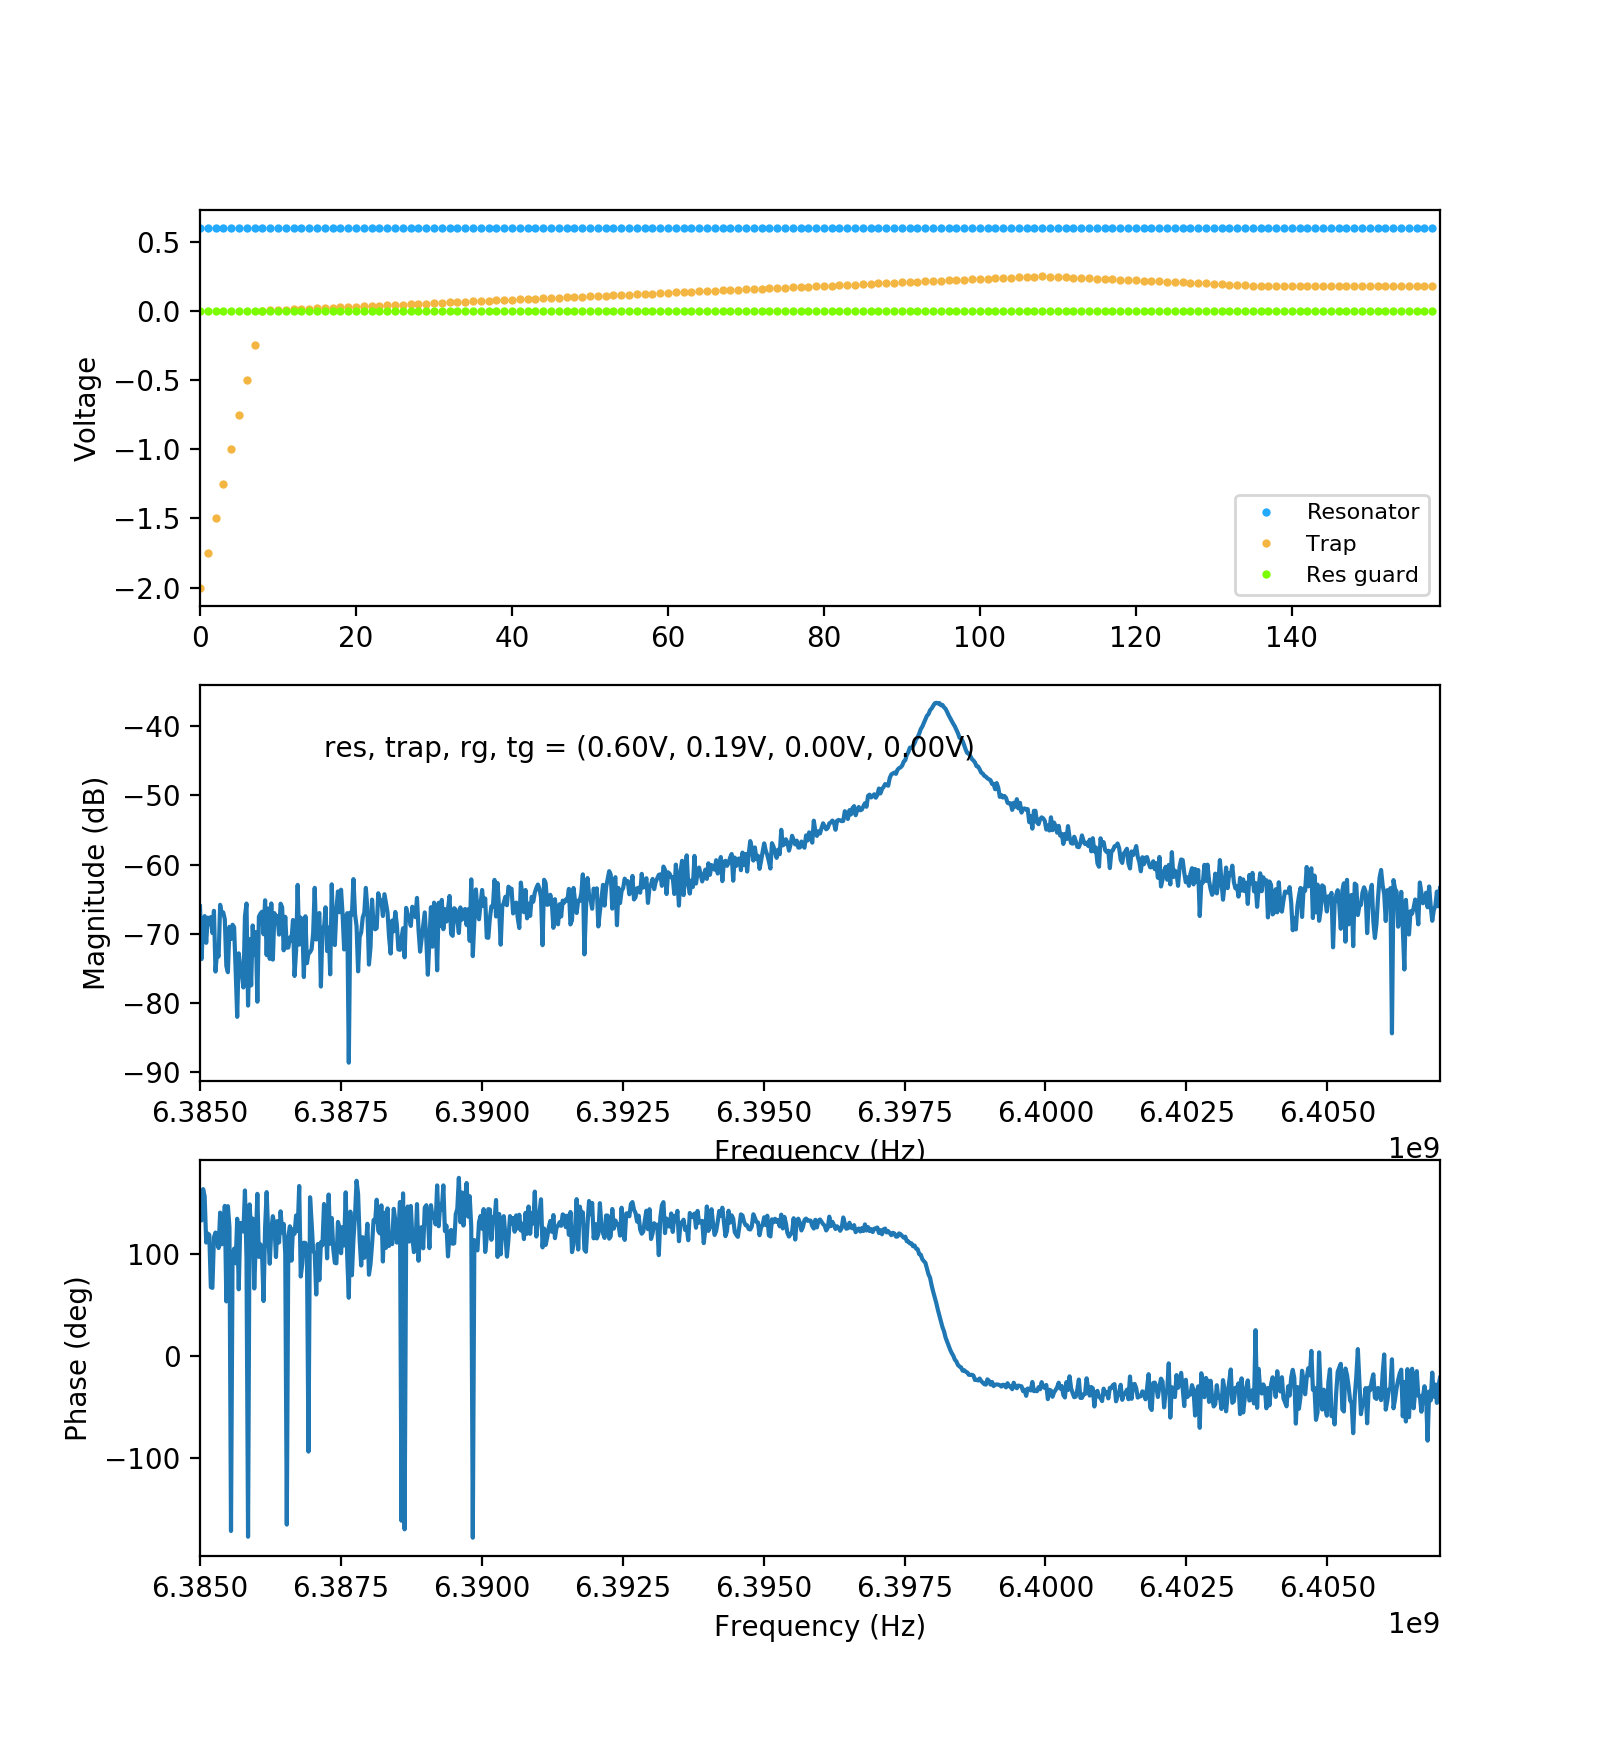 0.5
0.0
−0.5
−1.0
−1.5
−2.0
Voltage
Resonator
Trap
Res guard
0 20 40 60 80 100 120 140
−40
−50
−60
−70
−80
−90
Magnitude (dB)
res, trap, rg, tg = (0.60V, 0.19V, 0.00V, 0.00V)
6.3850 6.3875 6.3900 6.3925 6.3950 6.3975 6.4000 6.4025 6.4050
Frequency (Hz)
1e9
100
0
−100
Phase (deg)
6.3850 6.3875 6.3900 6.3925 6.3950 6.3975 6.4000 6.4025 6.4050
Frequency (Hz)
1e9